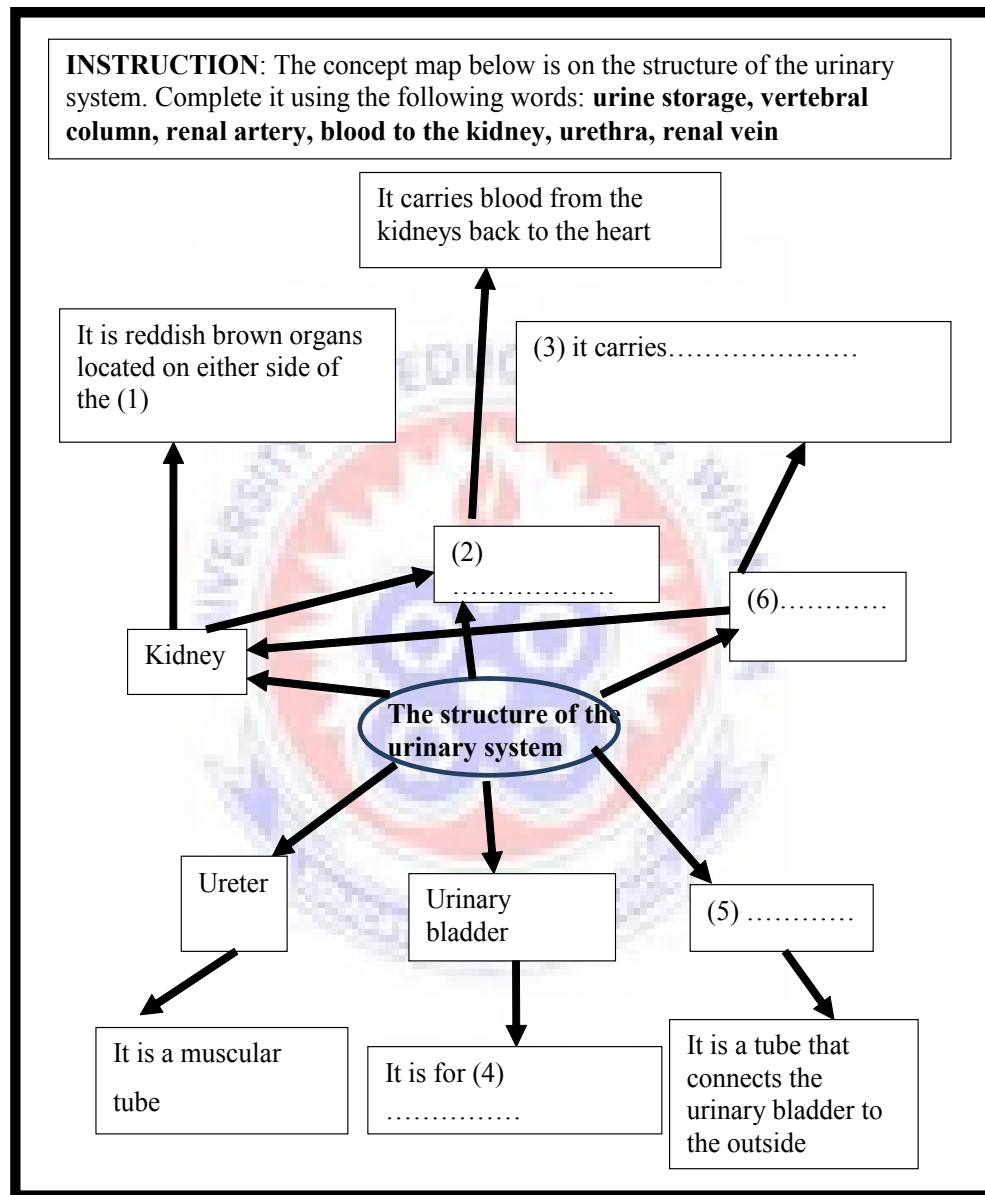 INSTRUCTION: The concept map below is on the structure of the urinary
system. Complete it using the following words: urine storage, vertebral
column, renal artery, blood to the kidney, urethra, renal vein
It carries blood from the
kidneys back to the heart
It is reddish brown organs
located on either side of
the (1)
(3) it carries.....................
(2)
..................
(6)............
Kidney
The structure of the
urinary system
Ureter
Urinary
bladder
(5) ............
It is a muscular
tube
It is for (4)
...............
It is a tube that
connects the
urinary bladder to
the outside